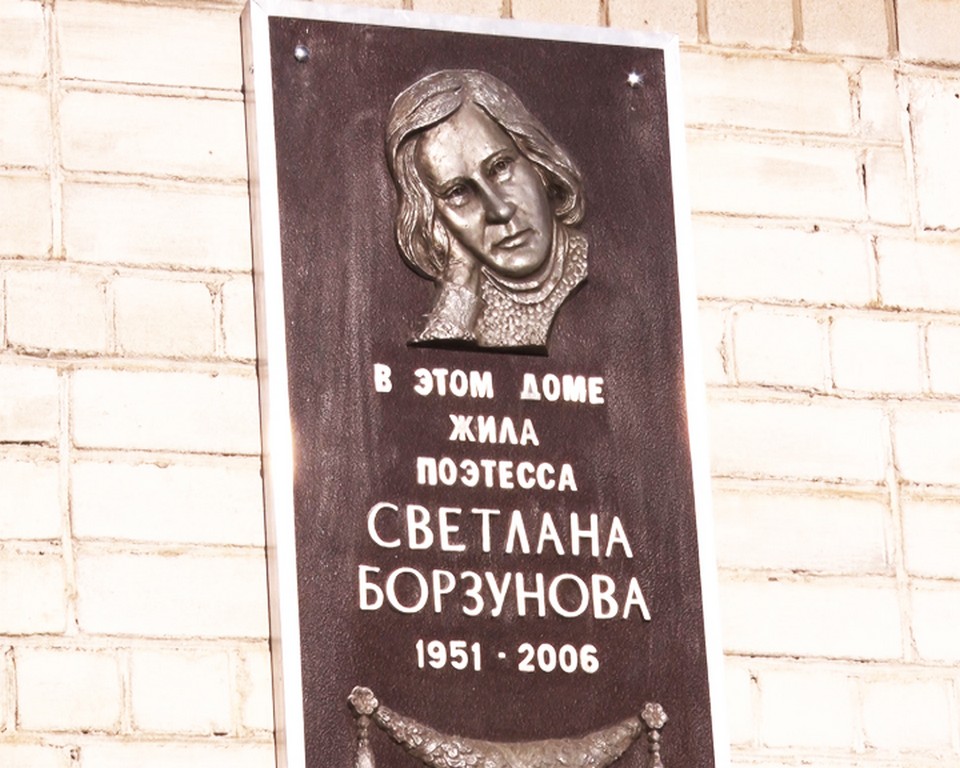 В ЭТОМ ДОМЕ
ЖИЛА
ПОЭТЕССА
СВЕТЛАНА
БОРЗУНОВА
1951 - 2006